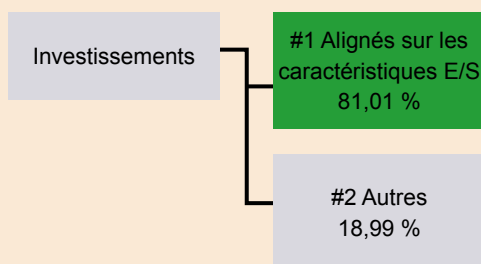 Investissements
#1 Alignés sur les
caractéristiques E/S
81,01 %
#2 Autres
18,99 %